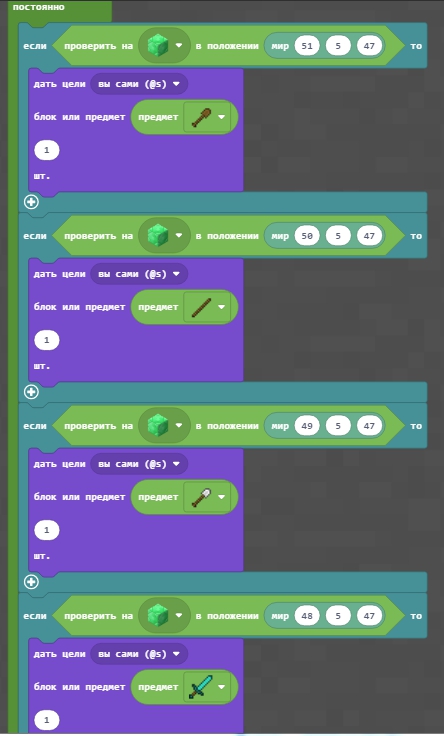 постоянно
если проверить на в положении мир 51 5 47 то
дать цели вы сами (@s)
блок или предмет предмет
1
шт.
если проверить на в положении мир 50 5 47 то
дать цели вы сами (@s)
блок или предмет предмет
1
шт.
если проверить на в положении мир 49 5 47 то
дать цели вы сами (@s)
блок или предмет предмет
1
шт.
если проверить на в положении мир 48 5 47 то
дать цели вы сами (@s)
блок или предмет предмет
1